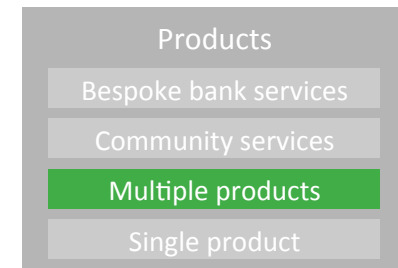 Products
Bespoke bank services
Community services
Multiple products
Single product